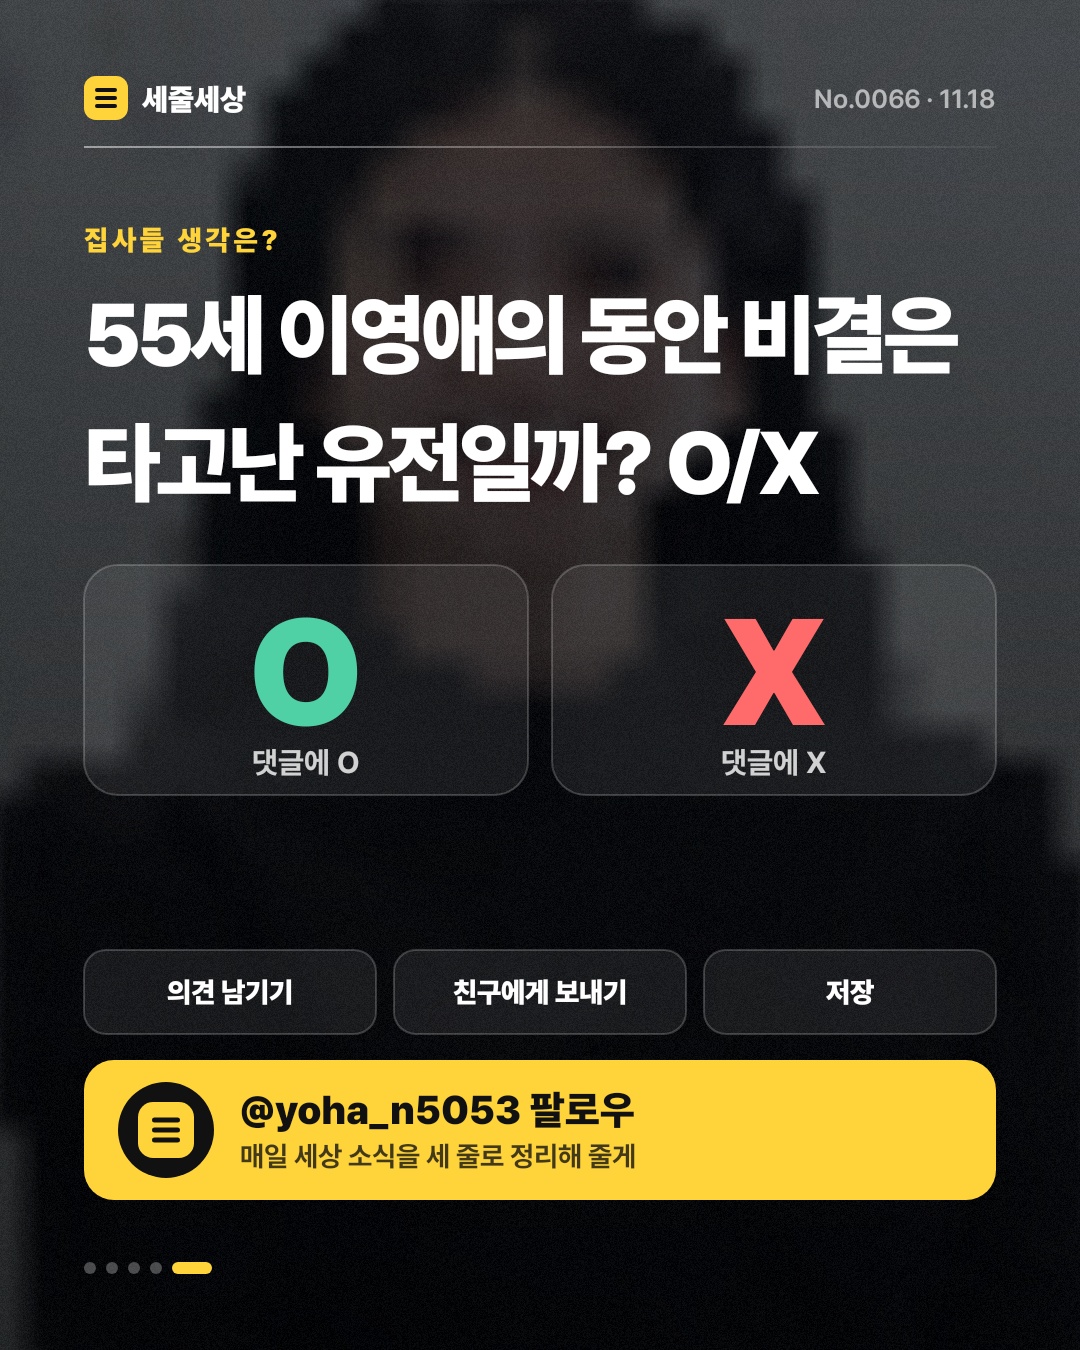 세줄세상
No.0066 · 11.18
집사들 생각은?
55세 이영애의 동안 비결은
타고난 유전일까? O/X
O
댓글에 O
X
댓글에 X
의견 남기기
친구에게 보내기
저장
@yoha_n5053 팔로우
매일 세상 소식을 세 줄로 정리해 줄게